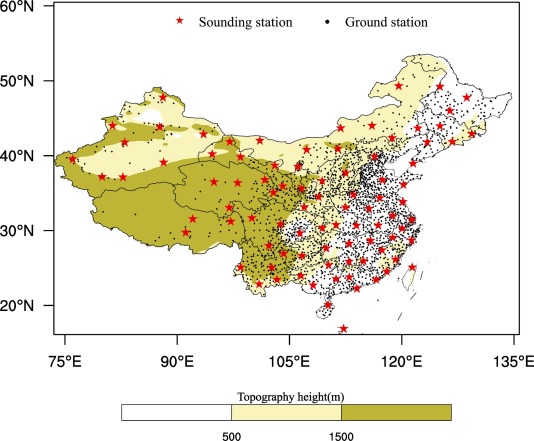 60°N
★ Sounding station • Ground station
50°N
40°N
30°N
20°N
75°E 90°E 105°E 120°E 135°E
Topography height(m)
500 1500